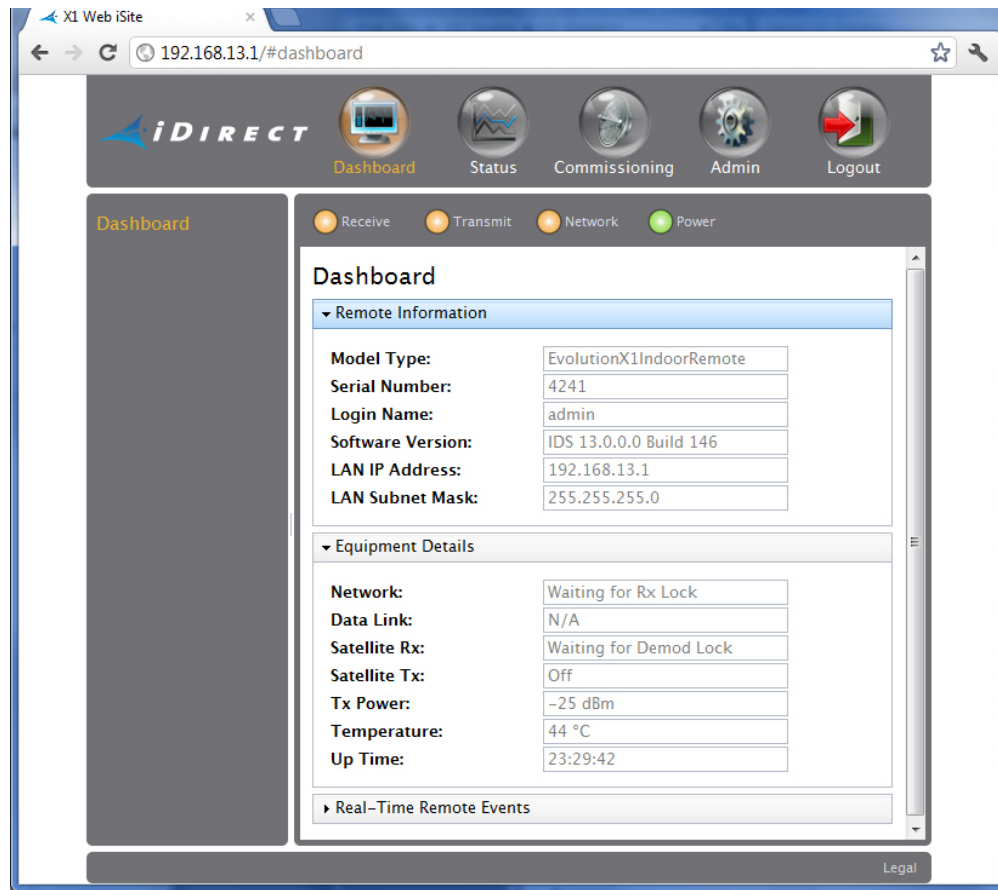 X1 Web iSite
192.168.13.1/#dashboard
iDIRECT
Dashboard Status Commissioning Admin Logout
Dashboard
Receive Transmit Network Power
Dashboard
Remote Information
Model Type: EvolutionX1IndoorRemote
Serial Number: 4241
Login Name: admin
Software Version: IDS 13.0.0.0 Build 146
LAN IP Address: 192.168.13.1
LAN Subnet Mask: 255.255.255.0
Equipment Details
Network: Waiting for Rx Lock
Data Link: N/A
Satellite Rx: Waiting for Demod Lock
Satellite Tx: Off
Tx Power: -25 dBm
Temperature: 44 °C
Up Time: 23:29:42
Real-Time Remote Events
Legal